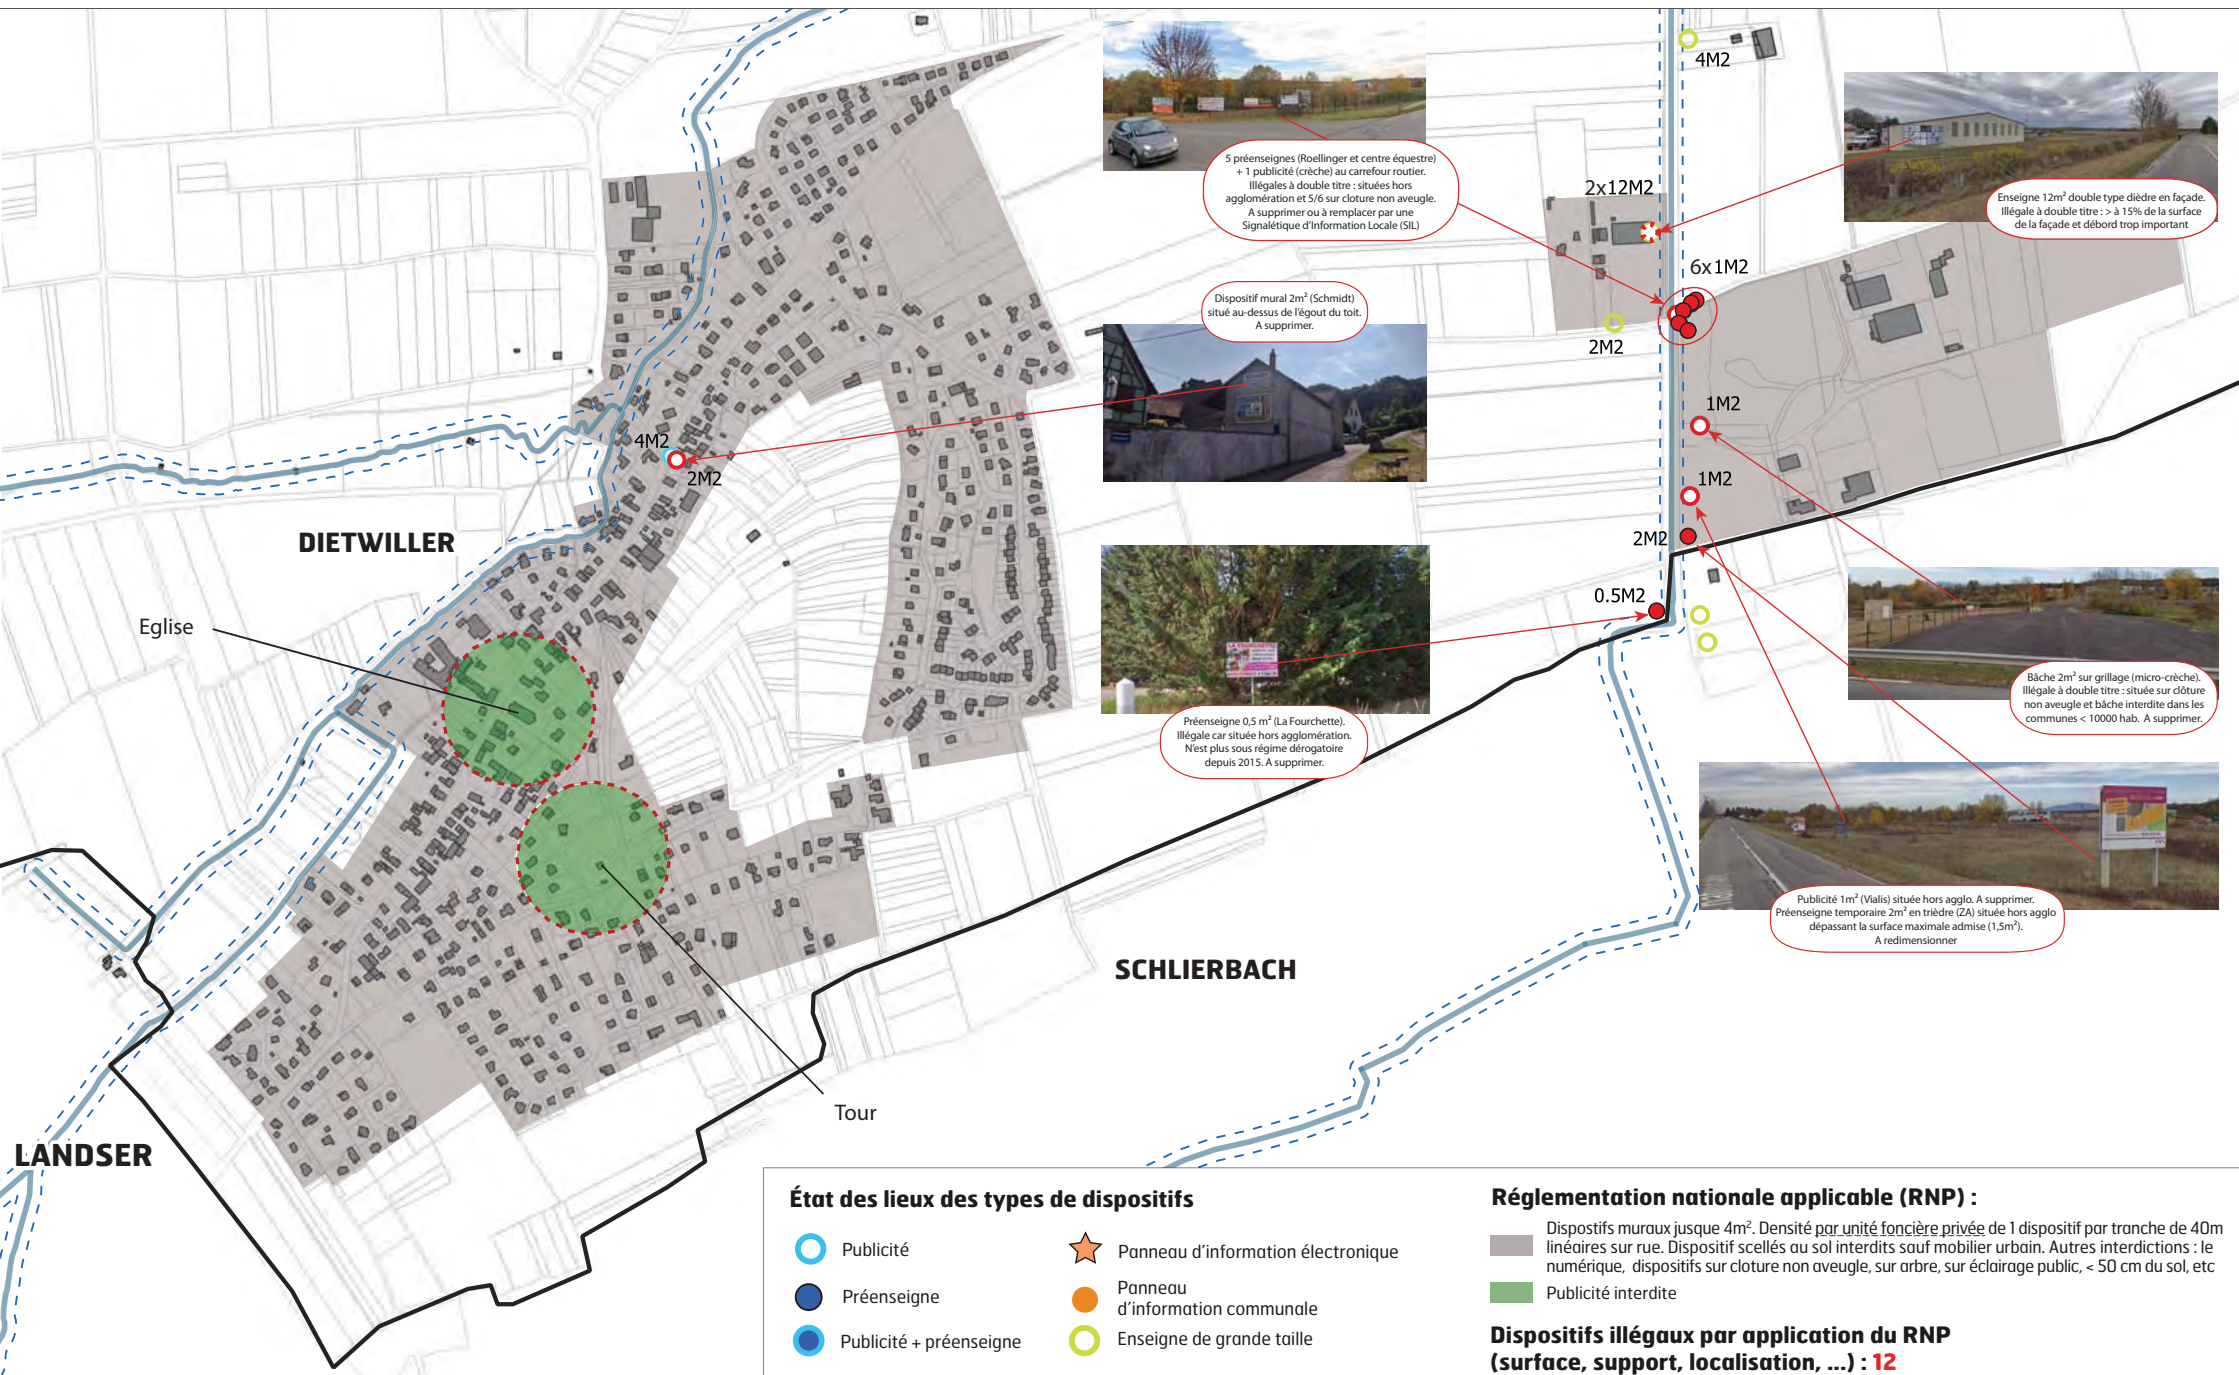 4M2
5 préenseignes (Roellinger et centre équestre)
+ 1 publicité (crèche) au carrefour routier.
Illégales à double titre : situées hors
agglomération et 5/6 sur cloture non aveugle.
A supprimer ou à remplacer par une
Signalétique d'Information Locale (SIL)
2x12M2
Enseigne 12m² double type dièdre en façade.
Illégale à double titre : > à 15% de la surface
de la façade et débord trop important
6x1M2
Dispositif mural 2m² (Schmidt)
situé au-dessus de l'égout du toit.
A supprimer.
2M2
1M2
4M2
2M2
1M2
DIETWILLER
2M2
0.5M2
Eglise
LA FOURCHETTE
Bâche 2m² sur grillage (micro-crèche).
Illégale à double titre : située sur clôture
non aveugle et bâche interdite dans les
communes < 10000 hab. A supprimer.
Préenseigne 0,5 m² (La Fourchette).
Illégale car située hors agglomération.
N'est plus sous régime dérogatoire
depuis 2015. A supprimer.
Publicité 1m² (Vialis) située hors agglo. A supprimer.
Préenseigne temporaire 2m² en trièdre (ZA) située hors agglo
dépassant la surface maximale admise (1,5m²).
A redimensionner
SCHLIERBACH
Tour
LANDSER
État des lieux des types de dispositifs
Publicité
Préenseigne
Publicité + préenseigne
Panneau d'information électronique
Panneau
d'information communale
Enseigne de grande taille
Réglementation nationale applicable (RNP) :
Dispostifs muraux jusque 4m². Densité par unité foncière privée de 1 dispositif par tranche de 40m
linéaires sur rue. Dispositif scellés au sol interdits sauf mobilier urbain. Autres interdictions : le
numérique, dispositifs sur cloture non aveugle, sur arbre, sur éclairage public, < 50 cm du sol, etc
Publicité interdite
Dispositifs illégaux par application du RNP
(surface, support, localisation, ...) : 12